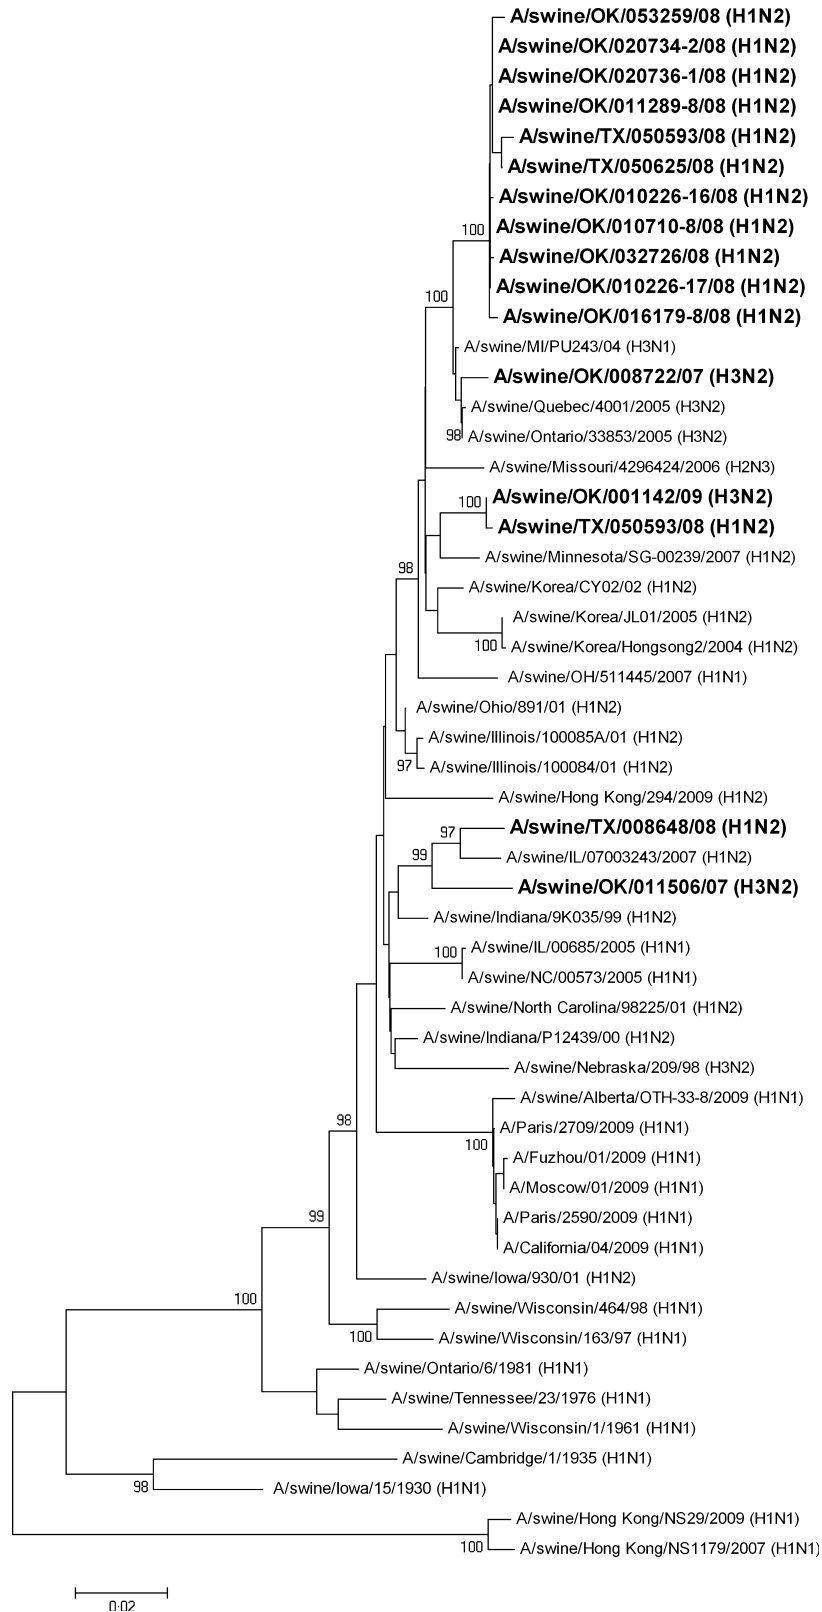 A/swine/OK/053259/08 (H1N2)
A/swine/OK/020734-2/08 (H1N2)
A/swine/OK/020736-1/08 (H1N2)
A/swine/OK/011289-8/08 (H1N2)
A/swine/TX/050593/08 (H1N2)
A/swine/TX/050625/08 (H1N2)
A/swine/OK/010226-16/08 (H1N2)
A/swine/OK/010710-8/08 (H1N2)
100
A/swine/OK/032726/08 (H1N2)
A/swine/OK/010226-17/08 (H1N2)
100
A/swine/OK/016179-8/08 (H1N2)
A/swine/MI/PU243/04 (H3N1)
A/swine/OK/008722/07 (H3N2)
A/swine/Quebec/4001/2005 (H3N2)
98
A/swine/Ontario/33853/2005 (H3N2)
A/swine/Missouri/4296424/2006 (H2N3)
100
A/swine/OK/001142/09 (H3N2)
A/swine/TX/050593/08 (H1N2)
A/swine/Minnesota/SG-00239/2007 (H1N2)
98
A/swine/Korea/CY02/02 (H1N2)
A/swine/Korea/JL01/2005 (H1N2)
100
A/swine/Korea/Hongsong2/2004 (H1N2)
A/swine/OH/511445/2007 (H1N1)
A/swine/Ohio/891/01 (H1N2)
A/swine/Illinois/100085A/01 (H1N2)
97
A/swine/Illinois/100084/01 (H1N2)
A/swine/Hong Kong/294/2009 (H1N2)
97
A/swine/TX/008648/08 (H1N2)
99
A/swine/IL/07003243/2007 (H1N2)
A/swine/OK/011506/07 (H3N2)
A/swine/Indiana/9K035/99 (H1N2)
100
A/swine/IL/00685/2005 (H1N1)
A/swine/NC/00573/2005 (H1N1)
A/swine/North Carolina/98225/01 (H1N2)
A/swine/Indiana/P12439/00 (H1N2)
A/swine/Nebraska/209/98 (H3N2)
A/swine/Alberta/OTH-33-8/2009 (H1N1)
98
A/Paris/2709/2009 (H1N1)
100
A/Fuzhou/01/2009 (H1N1)
A/Moscow/01/2009 (H1N1)
99
A/Paris/2590/2009 (H1N1)
A/California/04/2009 (H1N1)
A/swine/Iowa/930/01 (H1N2)
100
A/swine/Wisconsin/464/98 (H1N1)
100
A/swine/Wisconsin/163/97 (H1N1)
A/swine/Ontario/6/1981 (H1N1)
A/swine/Tennessee/23/1976 (H1N1)
A/swine/Wisconsin/1/1961 (H1N1)
A/swine/Cambridge/1/1935 (H1N1)
98
A/swine/Iowa/15/1930 (H1N1)
A/swine/Hong Kong/NS29/2009 (H1N1)
100
A/swine/Hong Kong/NS1179/2007 (H1N1)
0:02